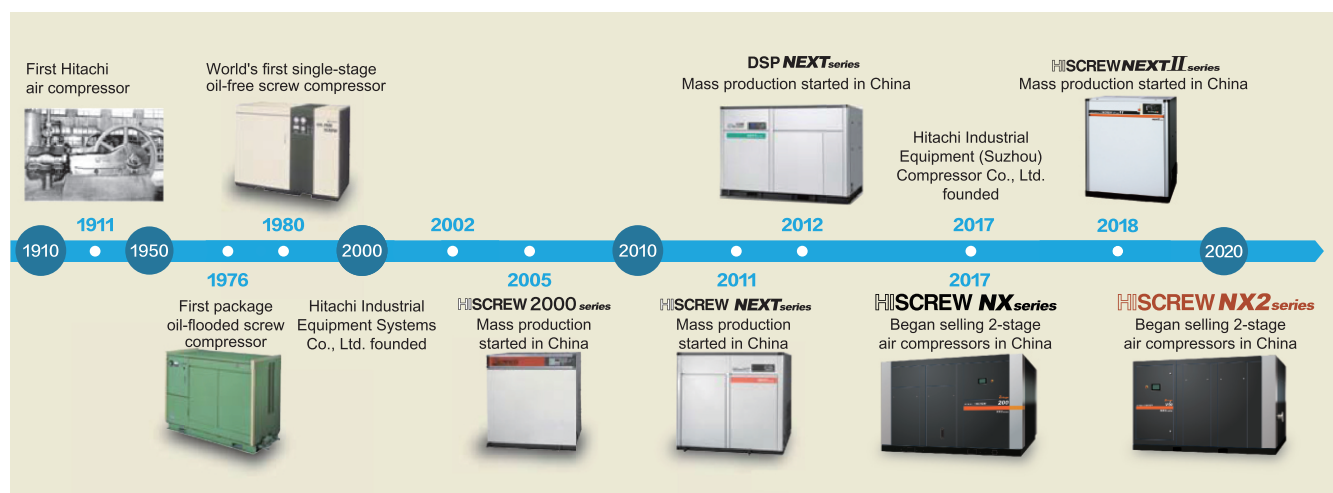 First Hitachi
air compressor
World's first single-stage
oil-free screw compressor
DSP NEXT series
Mass production started in China
Hitachi Industrial
Equipment (Suzhou)
Compressor Co., Ltd.
founded
HISCREW NEXT II series
Mass production started in China
1911
1980
2002
2012
2017
2018
1910
1950
2000
2010
2020
1976
First package
oil-flooded screw
compressor
Hitachi Industrial
Equipment Systems
Co., Ltd. founded
2005
HISCREW 2000 series
Mass production
started in China
2011
HISCREW NEXT series
Mass production
started in China
2017
HISCREW NX series
Began selling 2-stage
air compressors in China
200
HISCREW NX2 series
Began selling 2-stage
air compressors in China